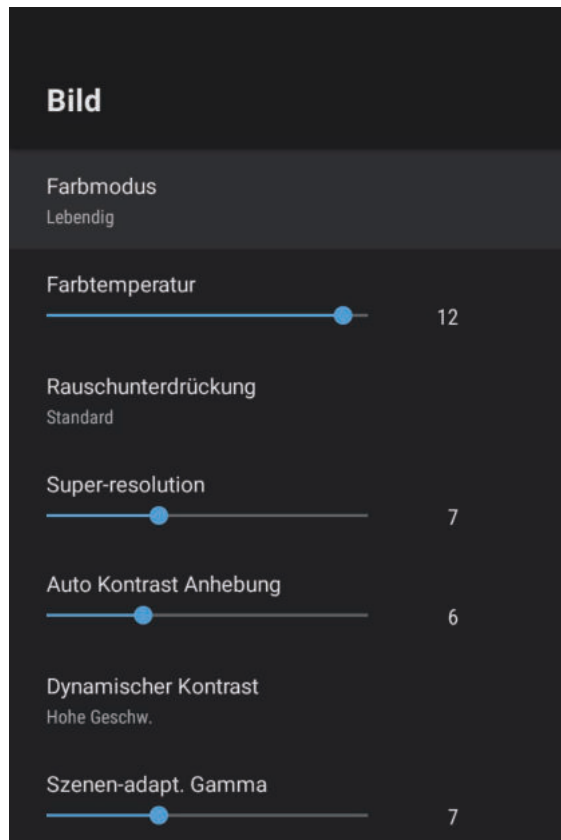 Bild
Farbmodus
Lebendig
Farbtemperatur
12
Rauschunterdrückung
Standard
Super-resolution
7
Auto Kontrast Anhebung
6
Dynamischer Kontrast
Hohe Geschw.
Szenen-adapt. Gamma
7